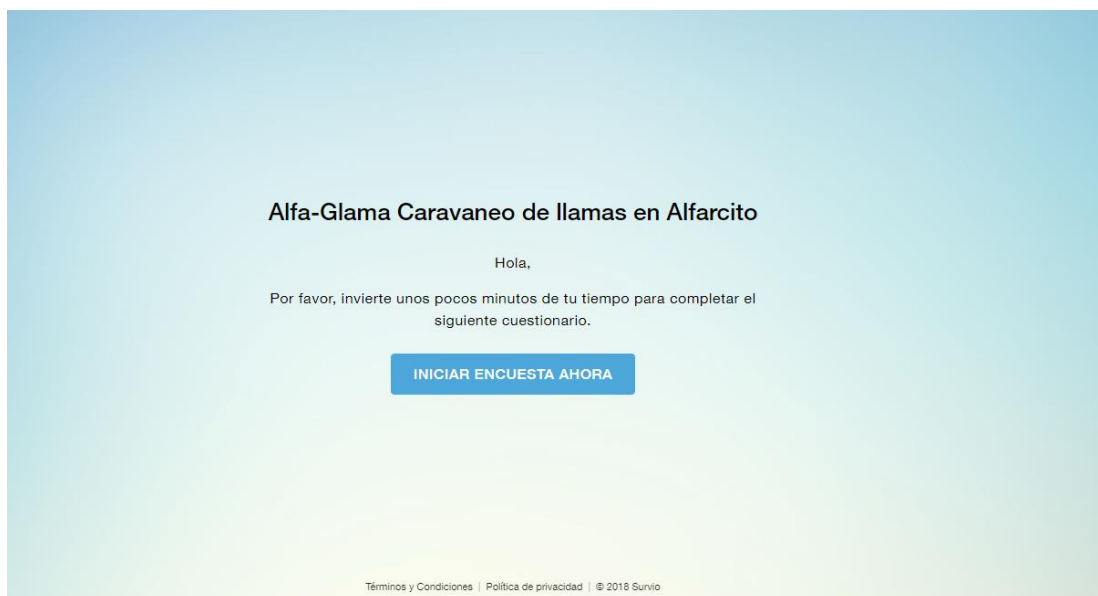 Alfa-Glama Caravaneo de llamas en Alfarcito
Hola,
Por favor, invierte unos pocos minutos de tu tiempo para completar el
siguiente cuestionario.
INICIAR ENCUESTA AHORA
Términos y Condiciones | Política de privacidad | © 2018 Survio